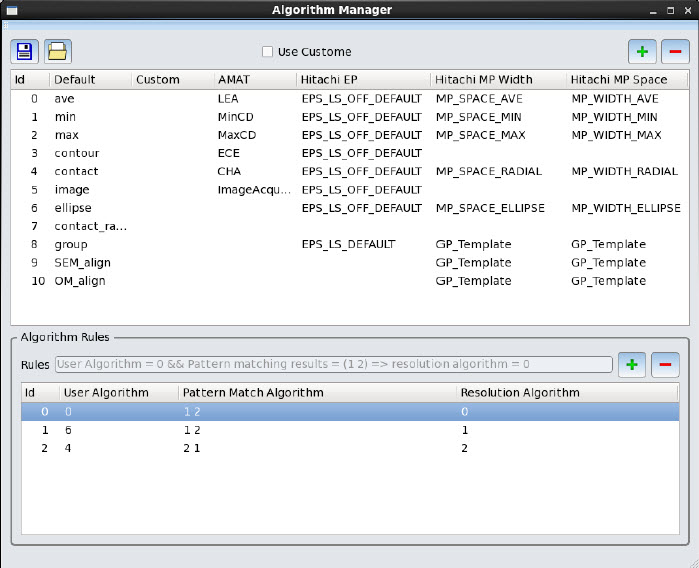 Algorithm Manager
Use Custome
Id Default Custom AMAT Hitachi EP Hitachi MP Width Hitachi MP Space
0 ave LEA EPS_LS_OFF_DEFAULT MP_SPACE_AVE MP_WIDTH_AVE
1 min MinCD EPS_LS_OFF_DEFAULT MP_SPACE_MIN MP_WIDTH_MIN
2 max MaxCD EPS_LS_OFF_DEFAULT MP_SPACE_MAX MP_WIDTH_MAX
3 contour ECE EPS_LS_OFF_DEFAULT
4 contact CHA EPS_LS_OFF_DEFAULT MP_SPACE_RADIAL MP_WIDTH_RADIAL
5 image ImageAcqu... EPS_LS_OFF_DEFAULT
6 ellipse EPS_LS_OFF_DEFAULT MP_SPACE_ELLIPSE MP_WIDTH_ELLIPSE
7 contact_ra...
8 group EPS_LS_DEFAULT GP_Template GP_Template
9 SEM_align GP_Template GP_Template
10 OM_align GP_Template GP_Template
Algorithm Rules
Rules User Algorithm = 0 && Pattern matching results = (1 2) => resolution algorithm = 0
Id User Algorithm Pattern Match Algorithm Resolution Algorithm
0 0 1 2 0
1 6 1 2 1
2 4 2 1 2